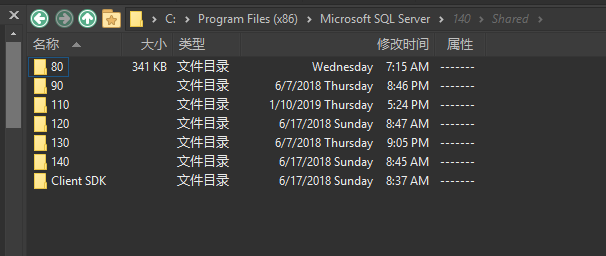 C: Program Files (x86) Microsoft SQL Server 140 Shared
名称 大小 类型 修改时间 属性
80 341 KB 文件目录 Wednesday 7:15 AM -------
90 文件目录 6/7/2018 Thursday 8:46 PM -------
110 文件目录 1/10/2019 Thursday 5:24 PM -------
120 文件目录 6/17/2018 Sunday 8:47 AM -------
130 文件目录 6/7/2018 Thursday 9:05 PM -------
140 文件目录 6/17/2018 Sunday 8:45 AM -------
Client SDK 文件目录 6/17/2018 Sunday 8:37 AM -------